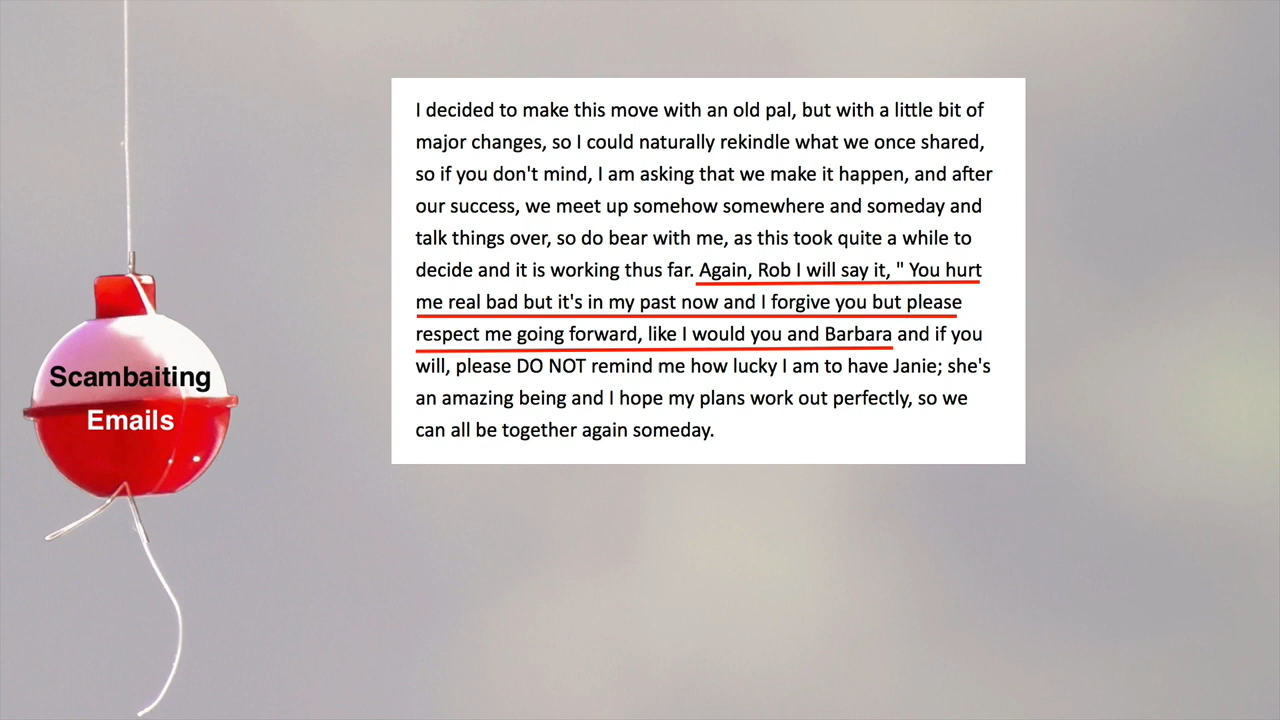 I decided to make this move with an old pal, but with a little bit of
major changes, so I could naturally rekindle what we once shared,
so if you don't mind, I am asking that we make it happen, and after
our success, we meet up somehow somewhere and someday and
talk things over, so do bear with me, as this took quite a while to
decide and it is working thus far. Again, Rob I will say it, " You hurt
me real bad but it's in my past now and I forgive you but please
respect me going forward, like I would you and Barbara and if you
will, please DO NOT remind me how lucky I am to have Janie; she's
an amazing being and I hope my plans work out perfectly, so we
can all be together again someday.
Scambaiting
Emails